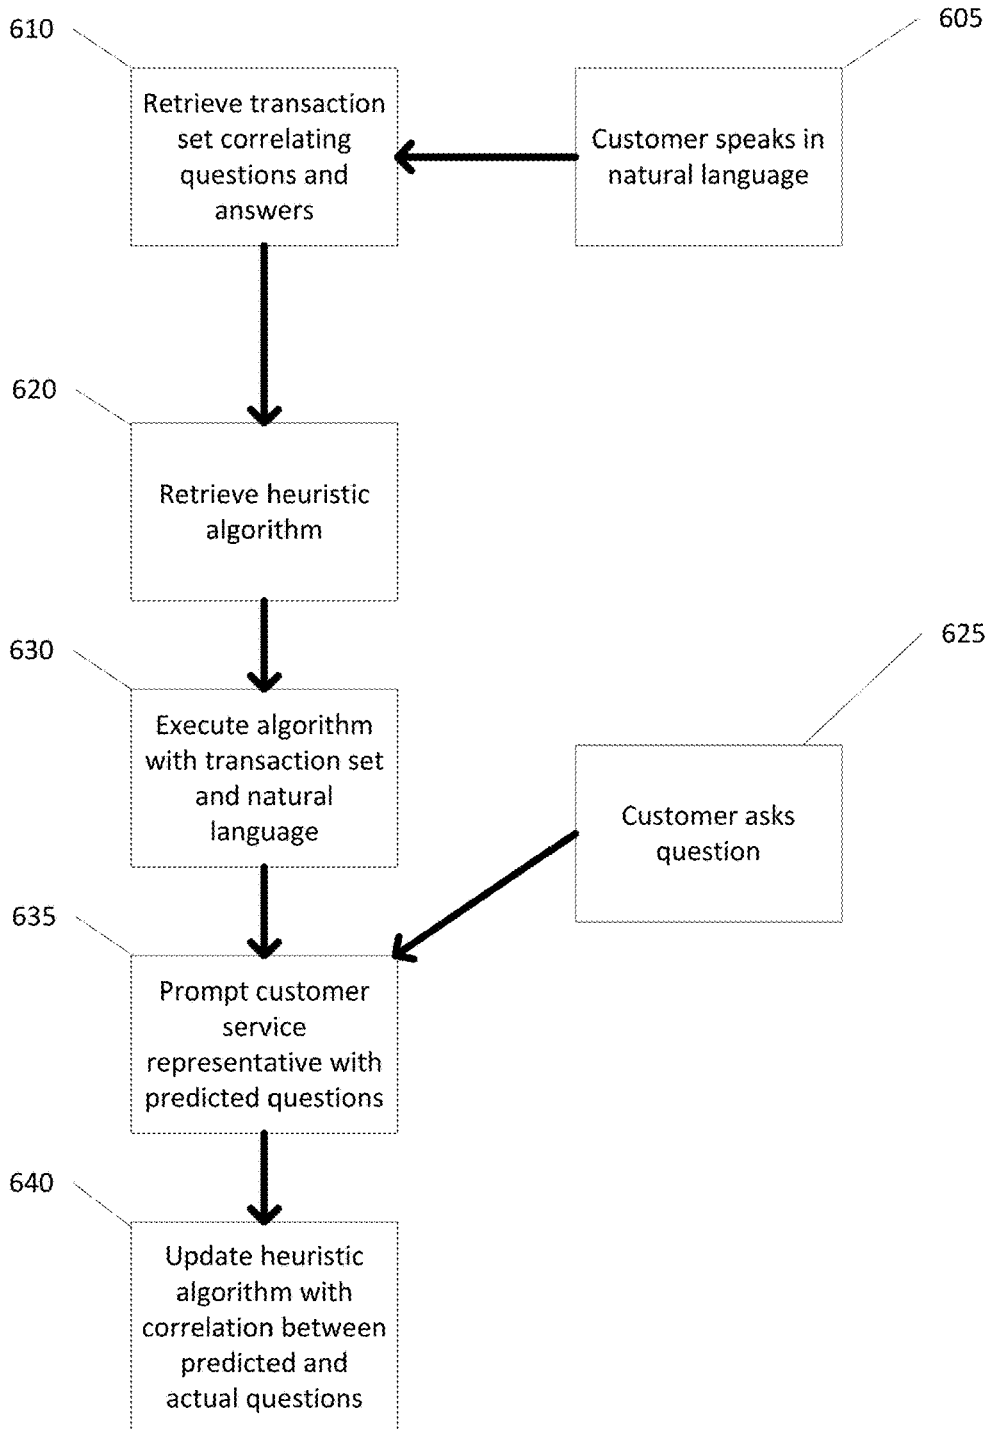 610
605
Retrieve transaction
set correlating
questions and
answers
Customer speaks in
natural language
620
Retrieve heuristic
algorithm
630
625
Execute algorithm
with transaction set
and natural
language
Customer asks
question
635
Prompt customer
service
representative with
predicted questions
640
Update heuristic
algorithm with
correlation between
predicted and
actual questions